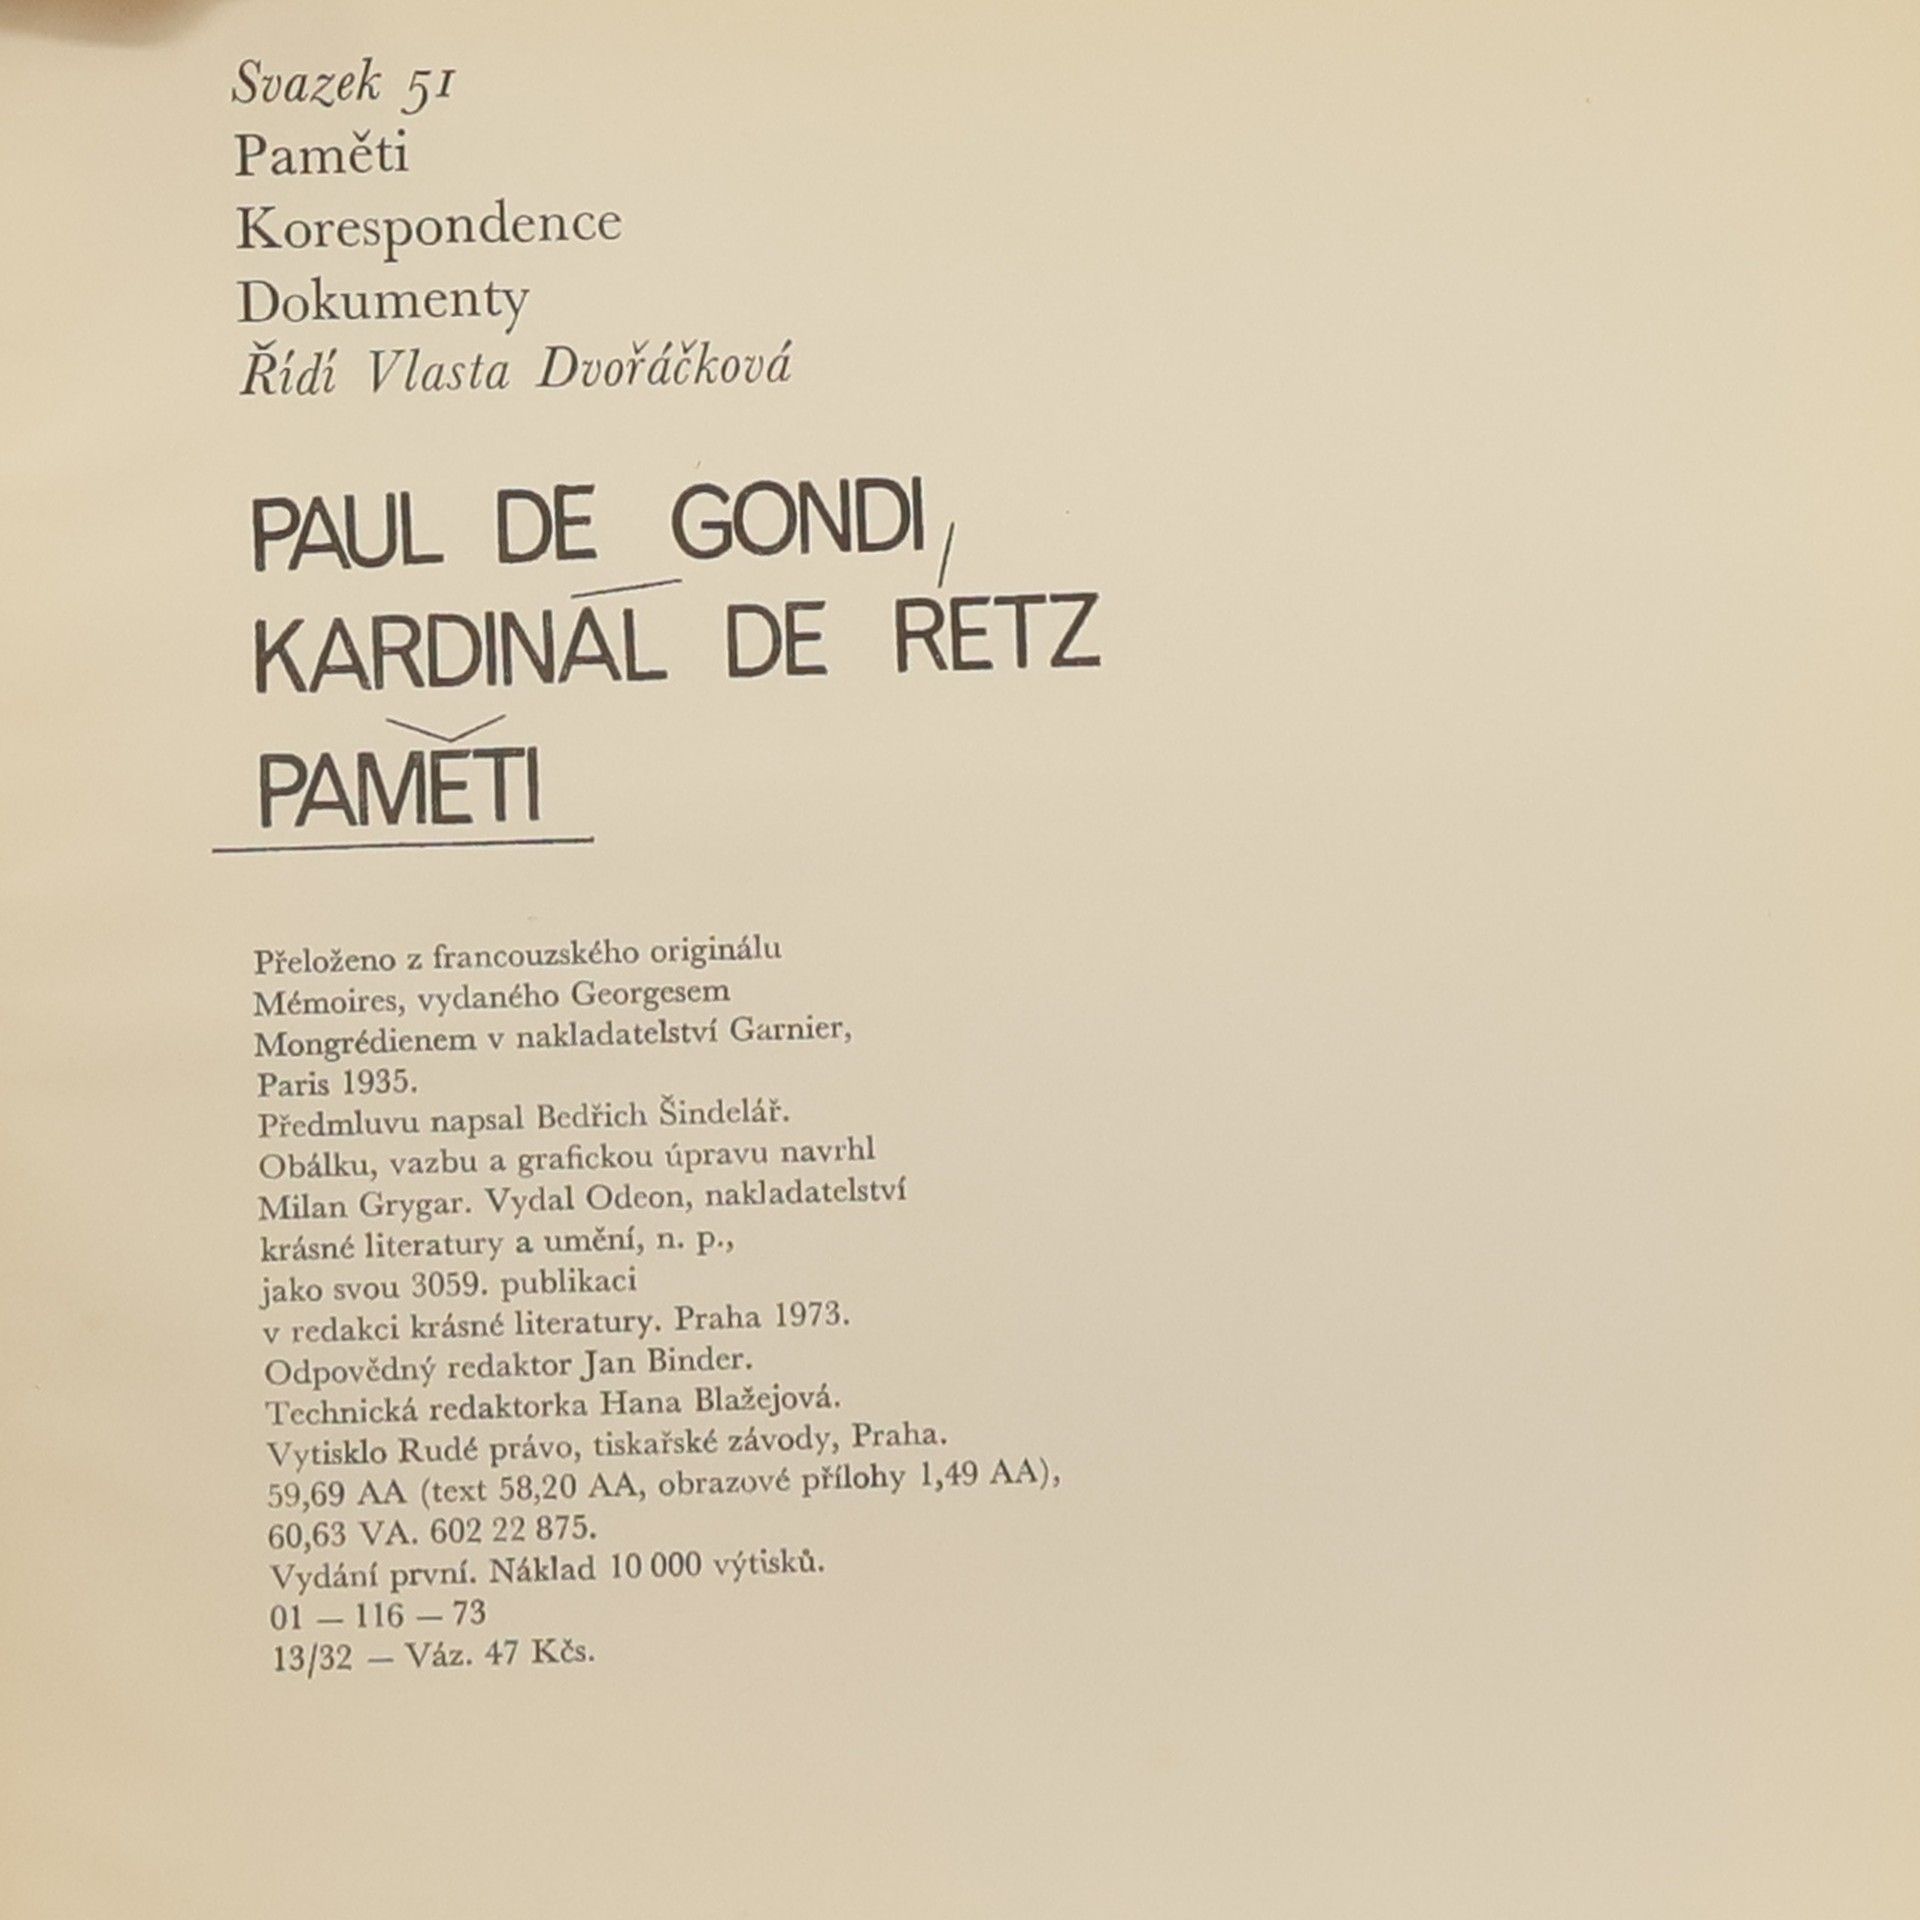 Svazek 51
Paměti
Korespondence
Dokumenty
Řídí Vlasta Dvořáčková
PAUL DE GONDI,
KARDINÁL DE RETZ
PAMĚTI
Přeloženo z francouzského originálu
Mémoires, vydaného Georgesem
Mongrédienem v nakladatelství Garnier,
Paris 1935.
Předmluvu napsal Bedřich Šindelář.
Obálku, vazbu a grafickou úpravu navrhl
Milan Grygar. Vydal Odeon, nakladatelství
krásné literatury a umění, n. p.,
jako svou 3059. publikaci
v redakci krásné literatury. Praha 1973.
Odpovědný redaktor Jan Binder.
Technická redaktorka Hana Blažejová.
Vytisklo Rudé právo, tiskařské závody, Praha.
59,69 AA (text 58,20 AA, obrazové přílohy 1,49 AA),
60,63 VA. 602 22 875.
Vydání první. Náklad 10 000 výtisků.
01 — 116 — 73
13/32 — Váz. 47 Kčs.